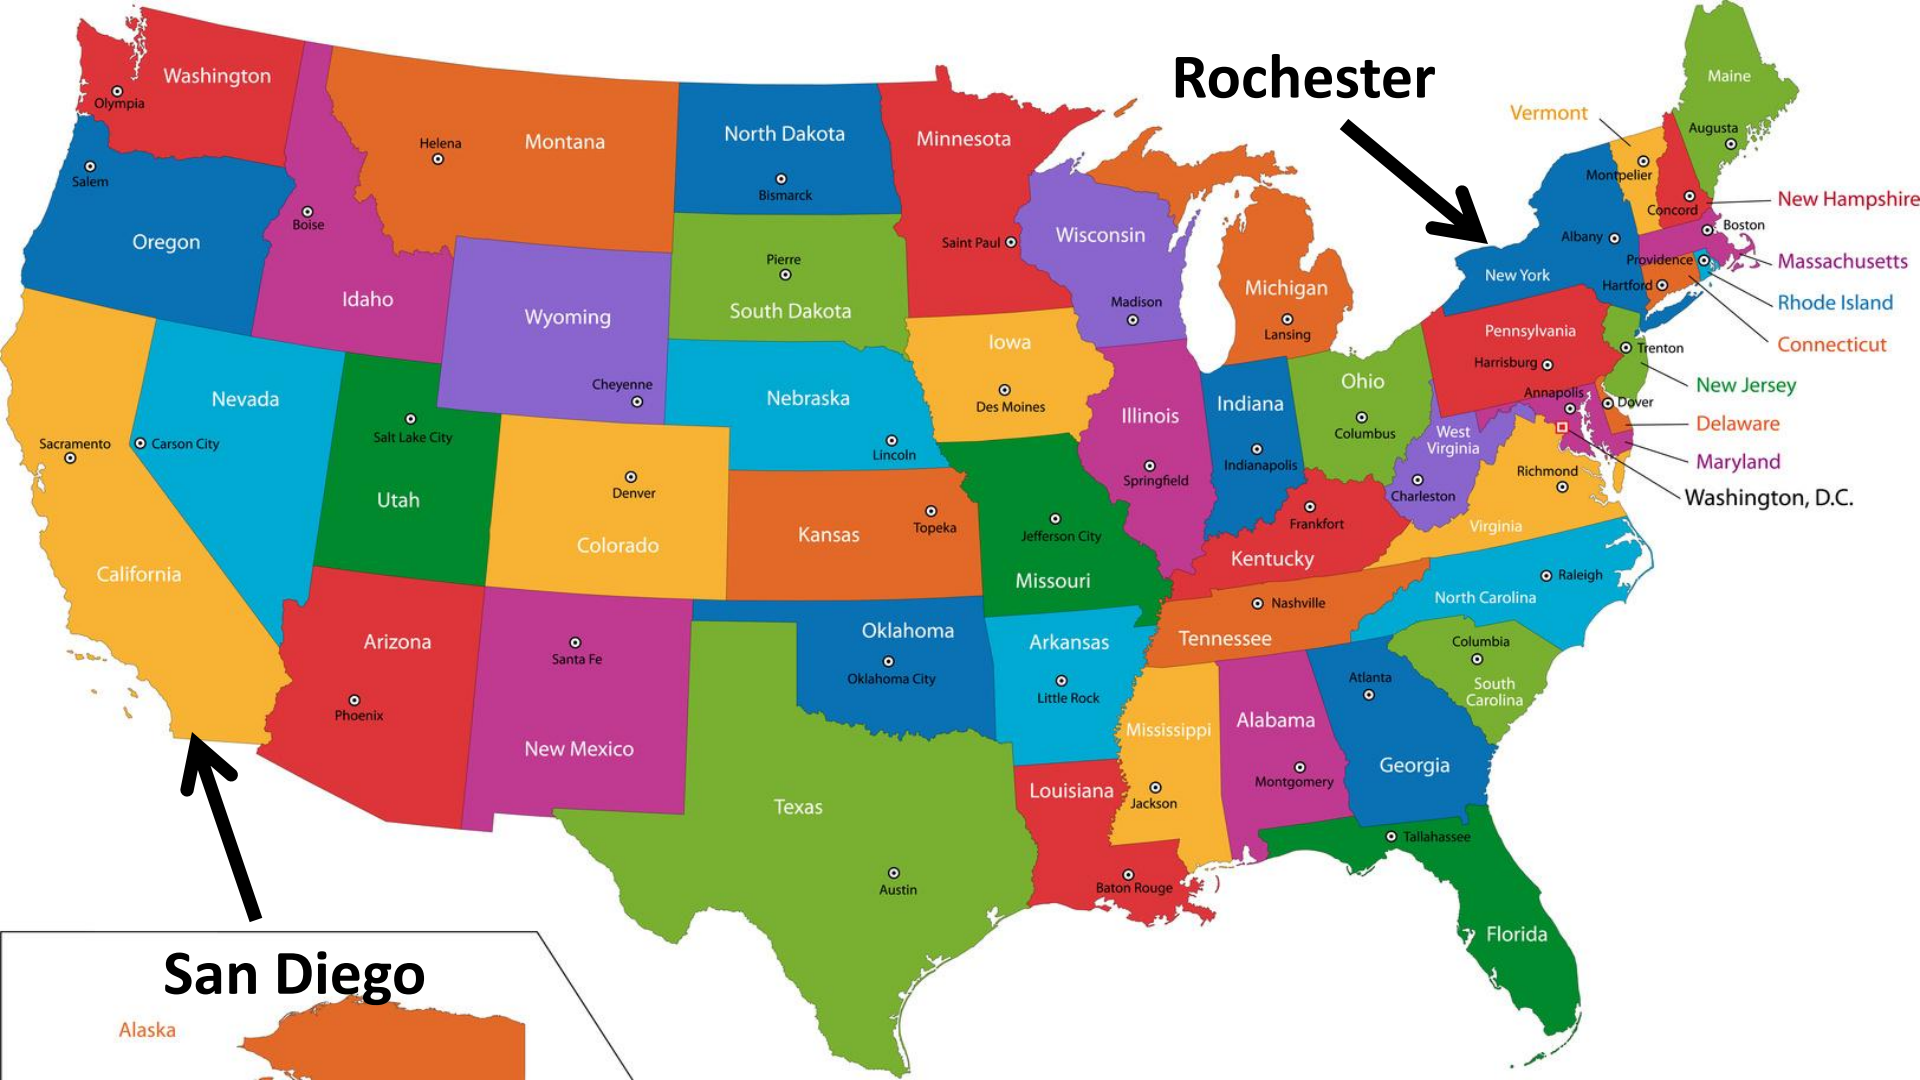 Rochester
Washington
Olympia
Montana
Helena
North Dakota
Bismarck
Minnesota
Saint Paul
Maine
Augusta
Vermont
Montpelier
New Hampshire
Concord
Boston
Massachusetts
Albany
New York
Providence
Rhode Island
Hartford
Connecticut
Salem
Oregon
Boise
Idaho
Wyoming
Cheyenne
Pierre
South Dakota
Wisconsin
Madison
Michigan
Lansing
Pennsylvania
Harrisburg
Trenton
New Jersey
Annapolis
Dover
Delaware
Maryland
Washington, D.C.
Nevada
Carson City
Sacramento
California
Salt Lake City
Utah
Denver
Colorado
Nebraska
Lincoln
Iowa
Des Moines
Illinois
Springfield
Indiana
Indianapolis
Ohio
Columbus
West
Virginia
Charleston
Richmond
Virginia
Kansas
Topeka
Jefferson City
Missouri
Frankfort
Kentucky
Nashville
Tennessee
Raleigh
North Carolina
Columbia
South
Carolina
Arizona
Phoenix
Santa Fe
New Mexico
Oklahoma
Oklahoma City
Arkansas
Little Rock
Mississippi
Jackson
Alabama
Montgomery
Atlanta
Georgia
Texas
Austin
Louisiana
Baton Rouge
Tallahassee
Florida
San Diego
Alaska